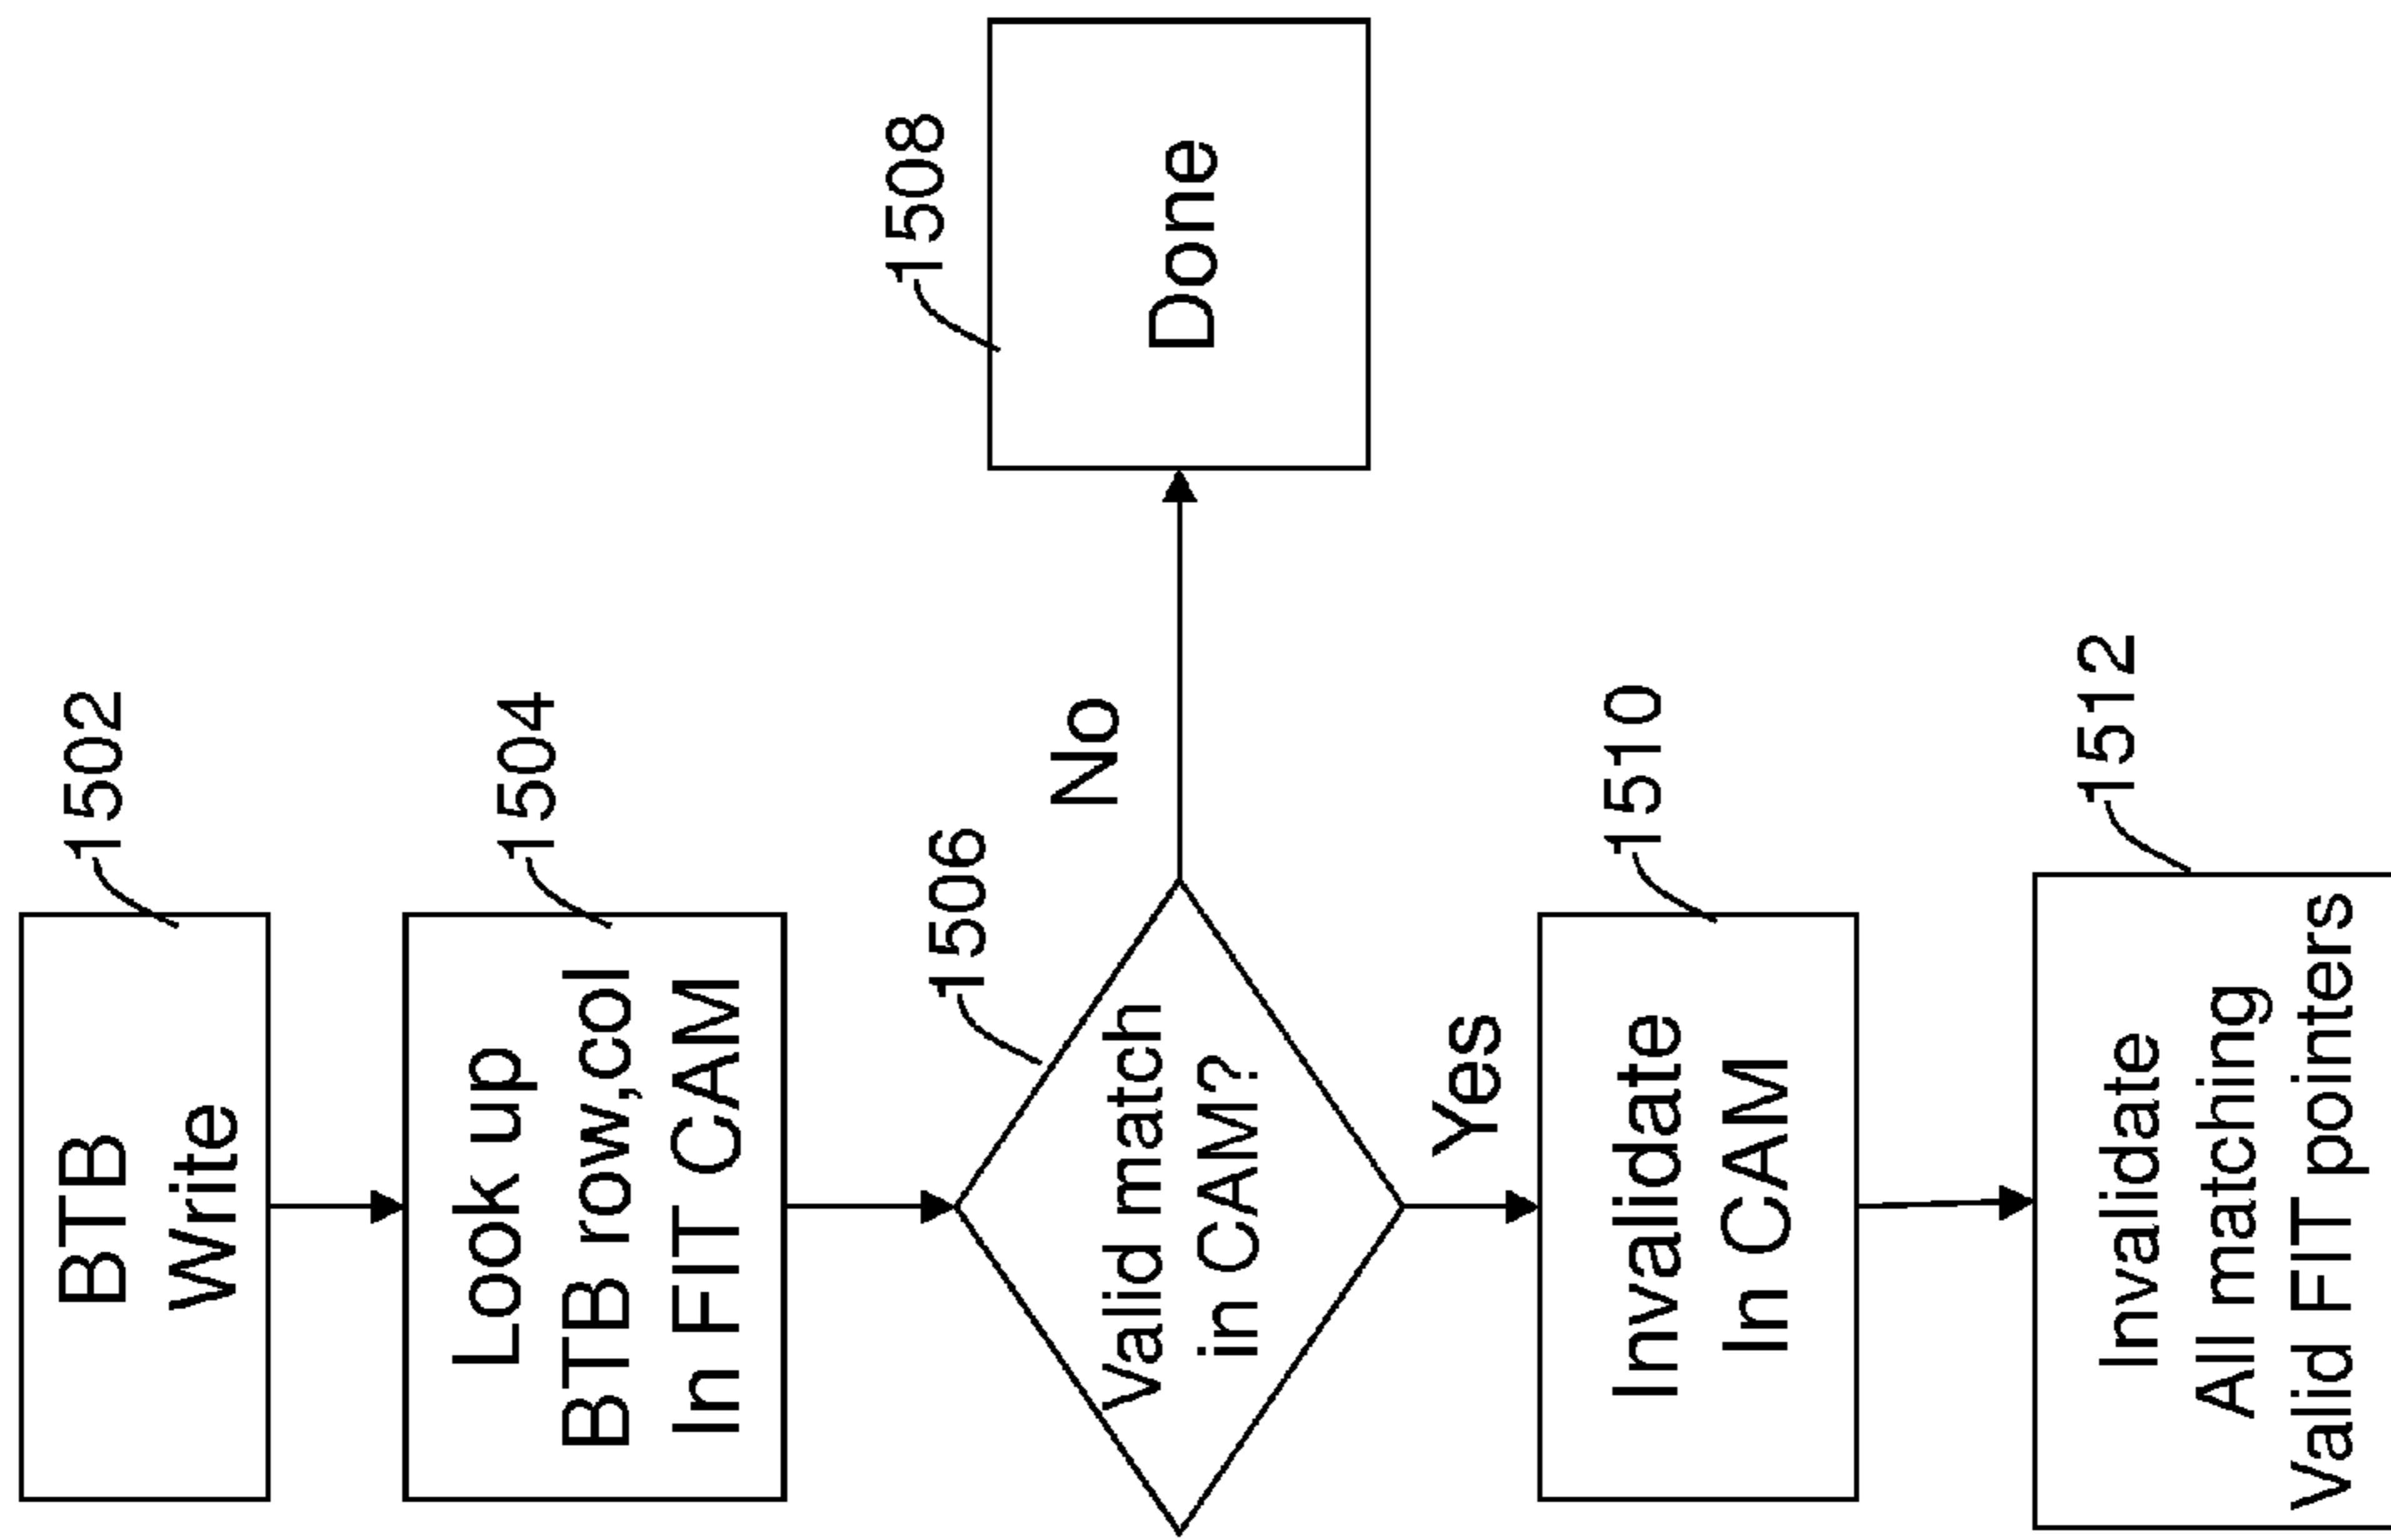 1502
BTB
Write
1504
Look up
BTB row,col
In FIT CAM
1506
Valid match
in CAM?
No
1508
Done
Yes
1510
Invalidate
In CAM
1512
Invalidate
All matching
Valid FIT pointers